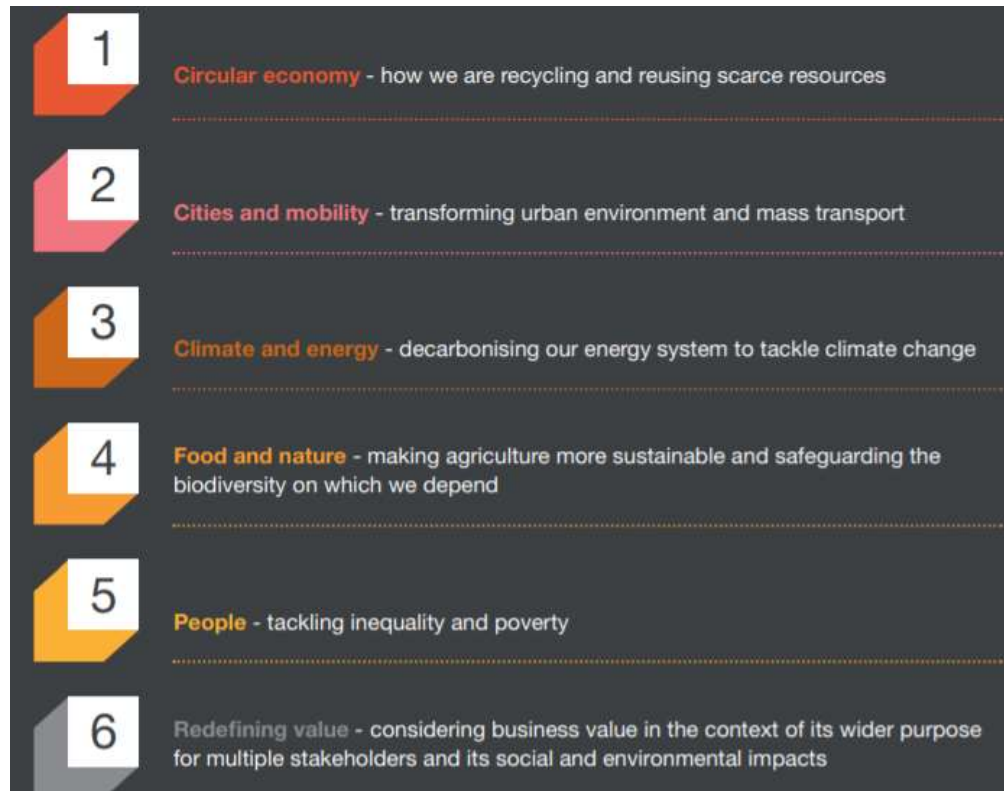 1
Circular economy - how we are recycling and reusing scarce resources
2
Cities and mobility - transforming urban environment and mass transport
3
Climate and energy - decarbonising our energy system to tackle climate change
4
Food and nature - making agriculture more sustainable and safeguarding the
biodiversity on which we depend
5
People - tackling inequality and poverty
6
Redefining value - considering business value in the context of its wider purpose
for multiple stakeholders and its social and environmental impacts